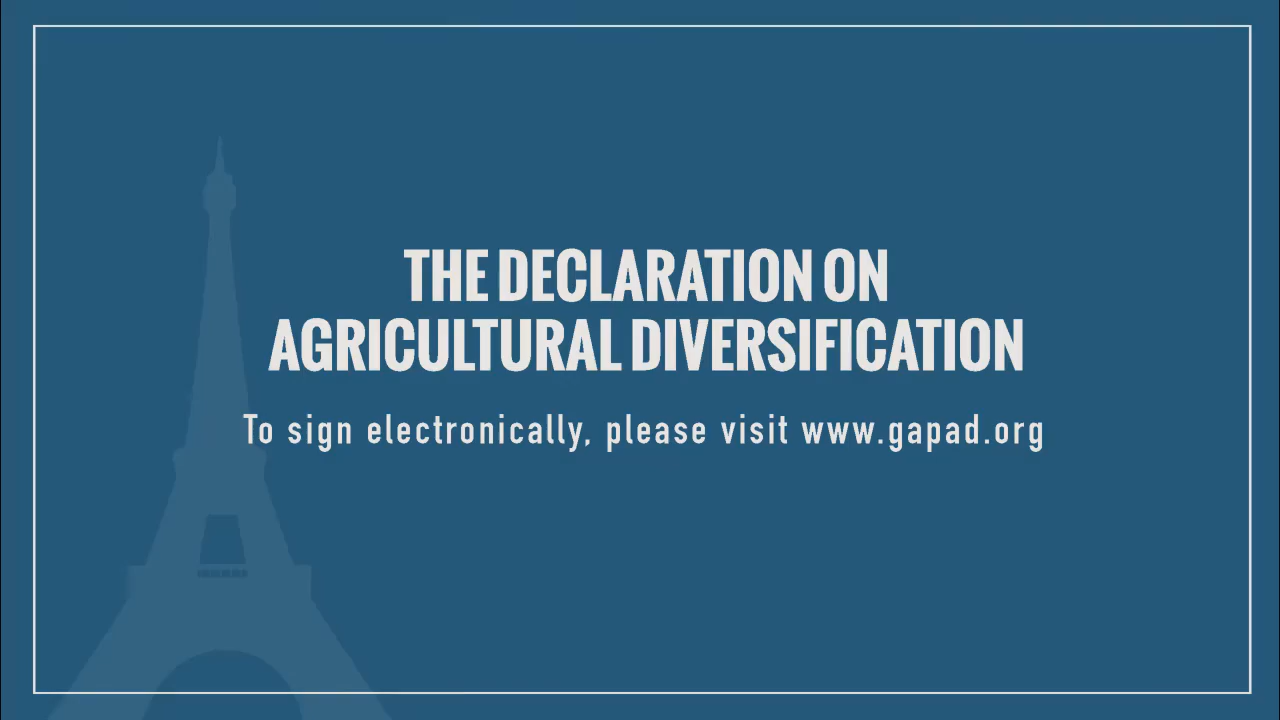 THE DECLARATION ON
AGRICULTURAL DIVERSIFICATION
To sign electronically, please visit www.gapad.org